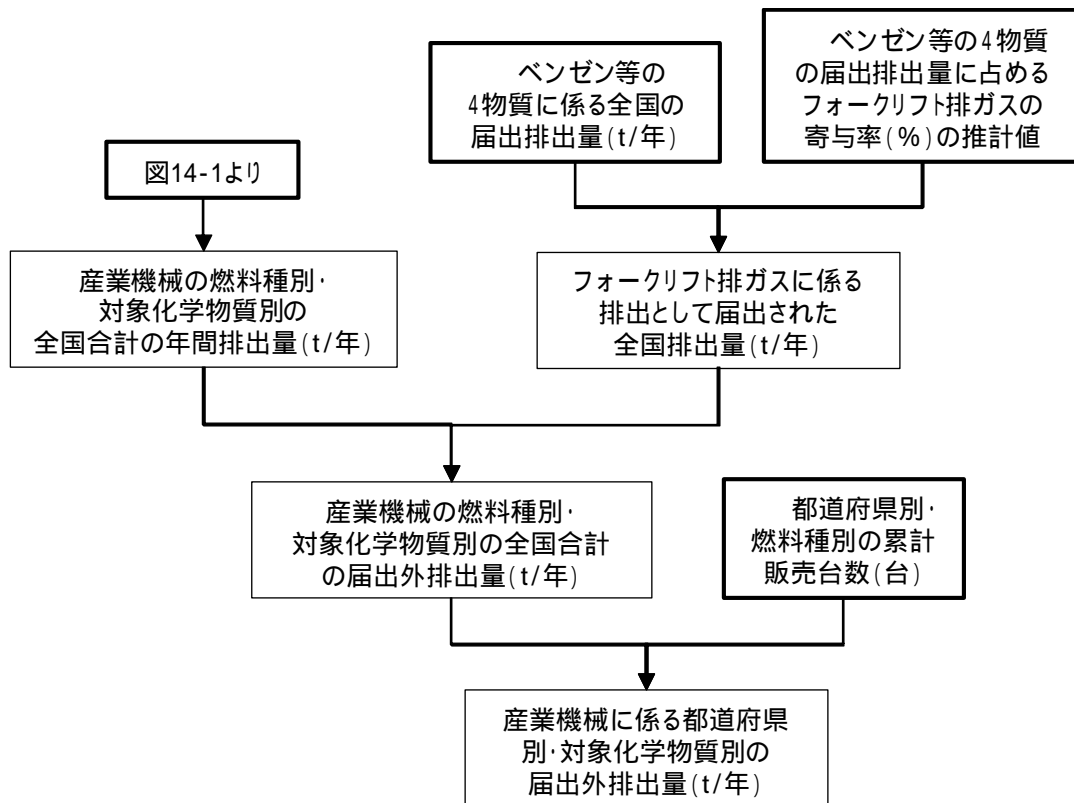 ベンゼン等の
4物質に係る全国の
届出排出量(t/年)
ベンゼン等の4物質
の届出排出量に占める
フォークリフト排ガスの
寄与率(%)の推計値
図14-1より
産業機械の燃料種別・
対象化学物質別の
全国合計の年間排出量(t/年)
フォークリフト排ガスに係る
排出として届出された
全国排出量(t/年)
産業機械の燃料種別・
対象化学物質別の全国合計
の届出外排出量(t/年)
都道府県別・
燃料種別の累計
販売台数(台)
産業機械に係る都道府県
別・対象化学物質別の
届出外排出量(t/年)